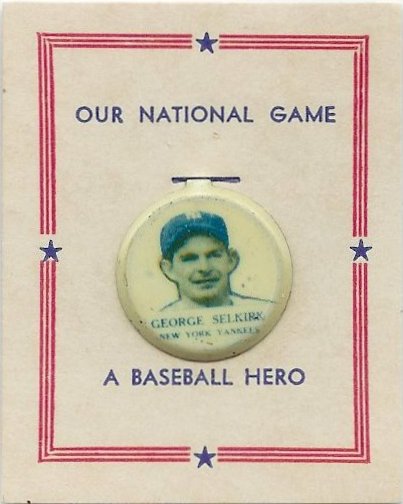 OUR NATIONAL GAME
GEORGE SELKIRK
NEW YORK YANKEES
A BASEBALL HERO